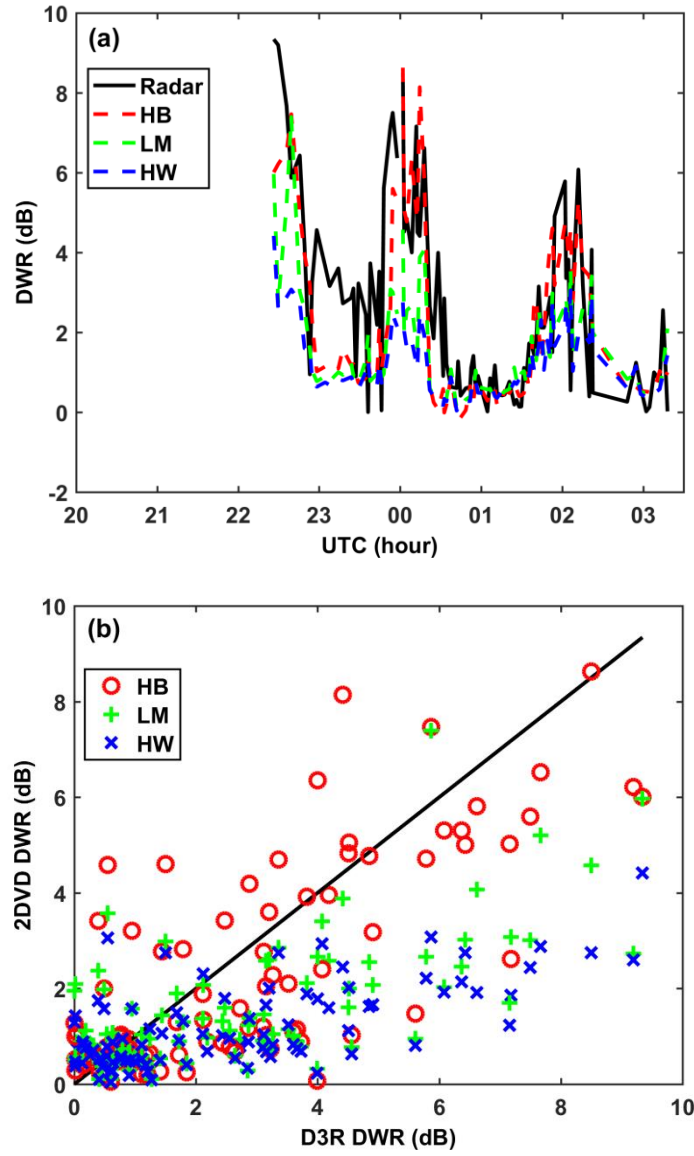 10
(a)
8
Radar
HB
6
LM
HW
4
2
0
-2
20 21 22 23 00 01 02 03
DWR (dB)
UTC (hour)
10
(b)
8
HB
LM
HW
6
4
2
0
0 2 4 6 8 10
2DVD DWR (dB)
D3R DWR (dB)